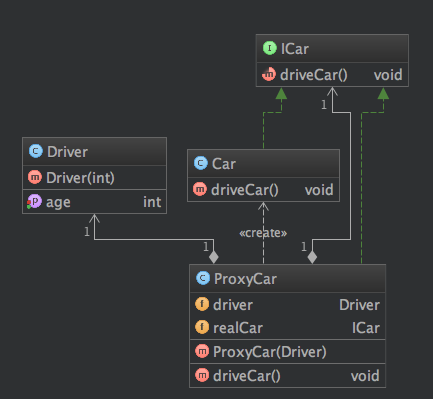 I ICar
m driveCar() void
C Driver
m Driver(int)
P age int
C Car
m driveCar() void
1
1
«create»
1
1
C ProxyCar
f driver Driver
f realCar ICar
m ProxyCar(Driver)
m driveCar() void